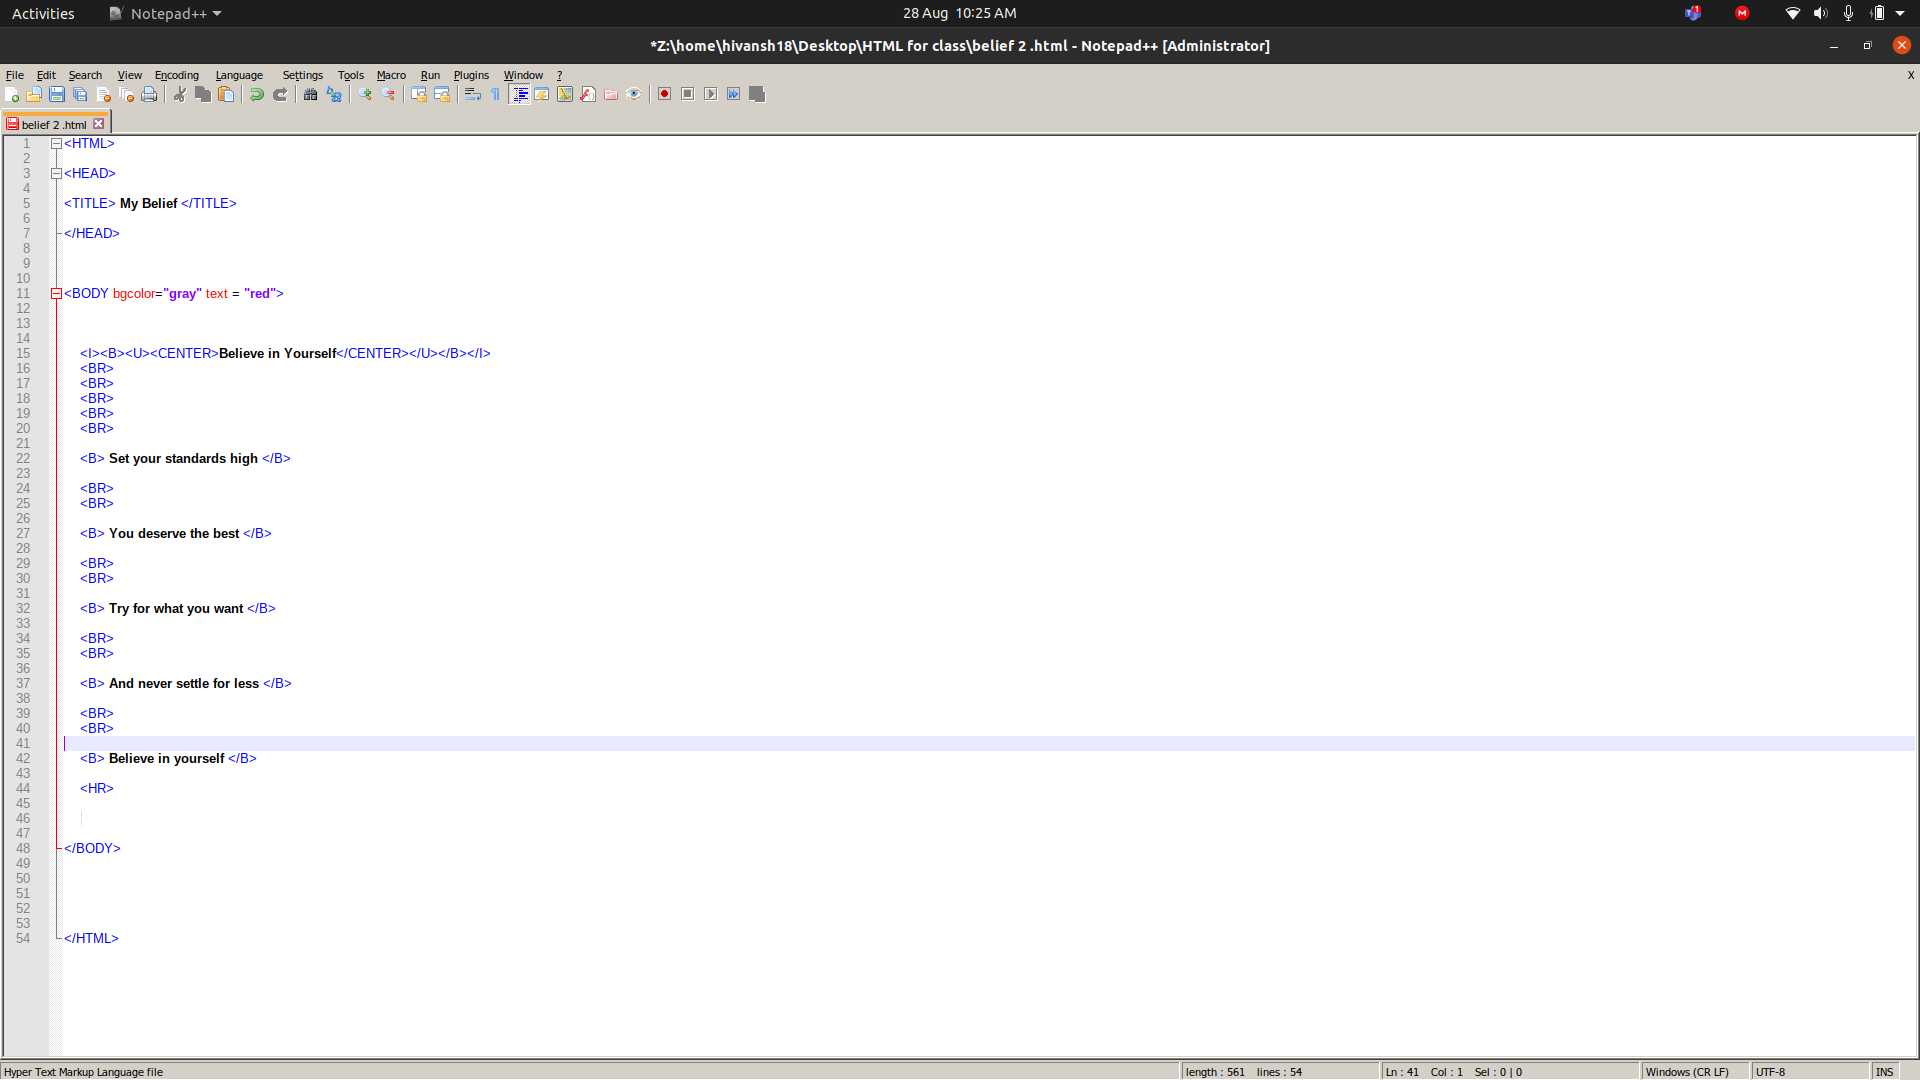 Activities Notepad++ 28 Aug 10:25 AM 1 M
*Z:\home\hivansh18\Desktop\HTML for class\belief 2 .html - Notepad++ [Administrator]
File Edit Search View Encoding Language Settings Tools Macro Run Plugins Window ? X
belief 2 .html
1 <HTML>
2
3 <HEAD>
4
5 <TITLE> My Belief </TITLE>
6
7 </HEAD>
8
9
10
11 <BODY bgcolor="gray" text = "red">
12
13
14
15 <I><B><U><CENTER>Believe in Yourself</CENTER></U></B></I>
16 <BR>
17 <BR>
18 <BR>
19 <BR>
20 <BR>
21
22 <B> Set your standards high </B>
23
24 <BR>
25 <BR>
26
27 <B> You deserve the best </B>
28
29 <BR>
30 <BR>
31
32 <B> Try for what you want </B>
33
34 <BR>
35 <BR>
36
37 <B> And never settle for less </B>
38
39 <BR>
40 <BR>
41
42 <B> Believe in yourself </B>
43
44 <HR>
45
46
47
48 </BODY>
49
50
51
52
53
54 </HTML>
Hyper Text Markup Language file length : 561 lines : 54 Ln : 41 Col : 1 Sel : 0 | 0 Windows (CR LF) UTF-8 INS